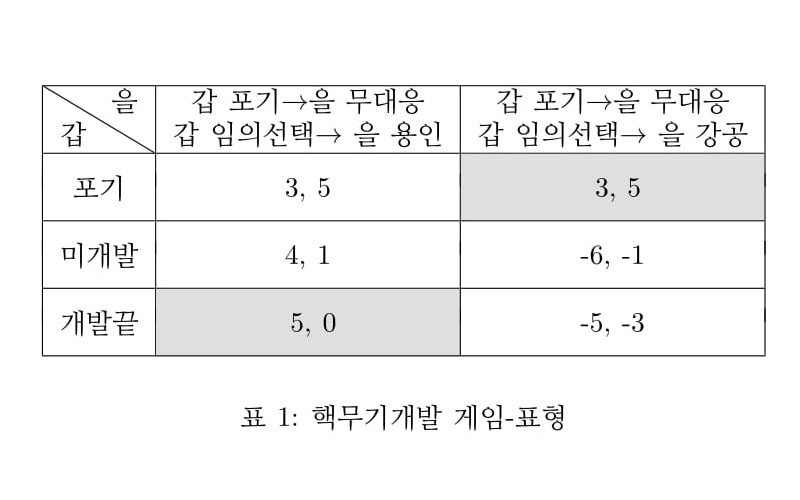 을 갑 포기→을 무대응 갑 포기→을 무대응
갑 갑 임의선택→ 을 용인 갑 임의선택→ 을 강공
포기 3, 5 3, 5
미개발 4, 1 -6, -1
개발끝 5, 0 -5, -3
표 1: 핵무기개발 게임-표형